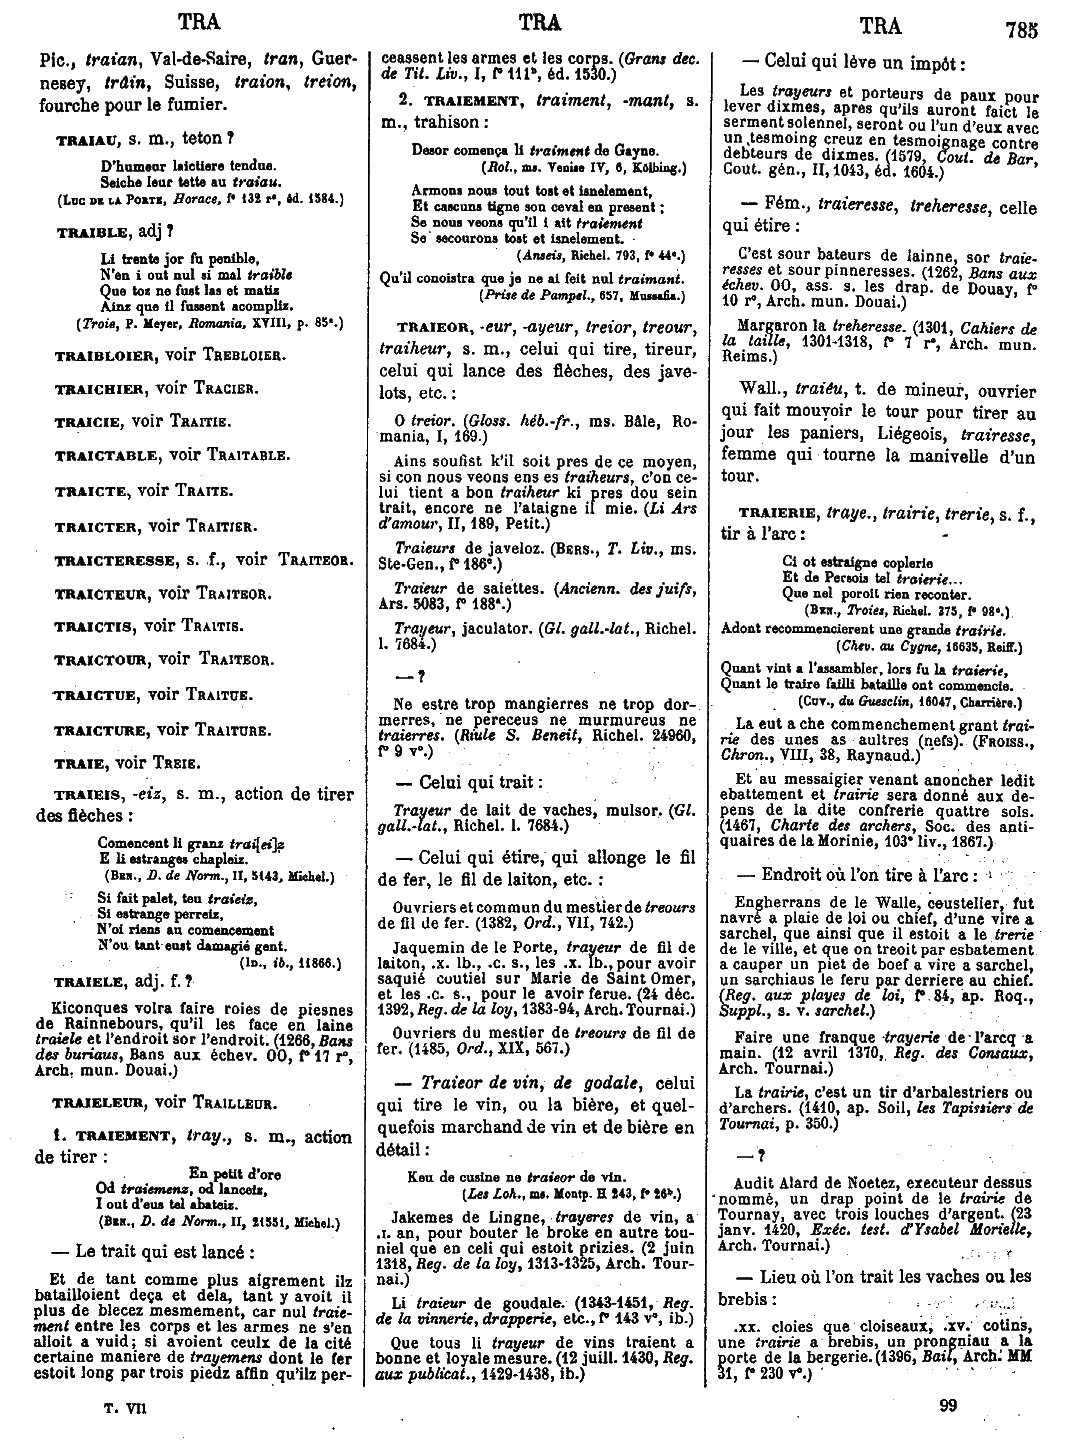 TRA
TRA
TRA
785
Pic., traian, Val-de-Saire, tran, Guer-
nesey, trâin, Suisse, traion, treion,
fourche pour le fumier.
TRAIAU, s. m., teton ?
D'humeur laictiere tendue.
Seiche leur tette au traiau.
(LUC DE LA PORTE, Horace, f° 132 r°, éd. 1584.)
TRAIBLE, adj ?
Li trente jor fu penible,
N'en i out nul si mal traible
Que toz ne fust las et matiz
Ainz que il fussent acompliz.
(Troie, P. Meyer, Romania, XVIII, p. 85ª.)
TRAIBLOIER, voir TREBLOIER.
TRAICHIER, voir TRACIER.
TRAICIE, voir TRAITIE.
TRAICTABLE, voir TRAITABLE.
TRAICTE, voir TRAITE.
TRAICTER, voir TRAITIER.
TRAICTERESSE, s. f., voir TRAITEOR.
TRAICTEUR, voir TRAITEOR.
TRAICTIS, voir TRAITIS.
TRAICTOUR, voir TRAITEOR.
TRAICTUE, voir TRAITUE.
TRAICTURE, voir TRAITURE.
TRAIE, voir TREIE.
TRAIEIS, -eiz, s. m., action de tirer
des flèches :
Comencent li granz trai[ei]z
E li estranges chapleiz.
(BEN., D. de Norm., II, 5143, Michel.)
Si fait palet, teu traieiz,
Si estrange perreiz,
N'oi riens au comencement
N'ou tant eust damagié gent.
(ID., ib., 11866.)
TRAIELE, adj. f. ?
Kiconques volra faire roies de piesnes
de Rainnebours, qu'il les face en laine
traiele et l'endroit sor l'endroit. (1266, Bans
des buriaus, Bans aux échev. OO, f° 17 r°,
Arch. mun. Douai.)
TRAIELEUR, voir TRAILLEUR.
1. TRAIEMENT, tray., s. m., action
de tirer :
En petit d'ore
Od traiemenz, od lanceiz,
I out d'eus tel abateiz.
(BEN., D. de Norm., II, 21551, Michel.)
— Le trait qui est lancé :
Et de tant comme plus aigrement ilz
batailloient deça et dela, tant y avoit il
plus de blecez mesmement, car nul traie-
ment entre les corps et les armes ne s'en
alloit a vuid ; si avoient ceulx de la cité
certaine maniere de trayemens dont le fer
estoit long par trois piedz affin qu'ilz per-
T. VII
ceassent les armes et les corps. (Grans dec.
de Tit. Liv., I, f° 111ᵇ, éd. 1530.)
2. TRAIEMENT, traiment, -mant, s.
m., trahison :
Desor comença li traiment de Gayne.
(Rol., ms. Venise IV, 6, Kölbing.)
Armons nous tout tost et isnelement,
Et cascuns tigne son ceval en present ;
Se nous veons qu'il i ait traiement
Se secourons tost et isnelement.
(Anseis, Richel. 793, f° 44ª.)
Qu'il conoistra que je ne ai feit nul traimant.
(Prise de Pampel., 657, Mussafia.)
TRAIEOR, -eur, -ayeur, treior, treour,
traiheur, s. m., celui qui tire, tireur,
celui qui lance des flèches, des jave-
lots, etc. :
O treior. (Gloss. héb.-fr., ms. Bâle, Ro-
mania, I, 169.)
Ains soufist k'il soit pres de ce moyen,
si con nous veons ens es traiheurs, c'on ce-
lui tient a bon traiheur ki pres dou sein
trait, encore ne l'ataigne il mie. (Li Ars
d'amour, II, 189, Petit.)
Traieurs de javeloz. (BERS., T. Liv., ms.
Ste-Gen., f° 186ª.)
Traieur de saiettes. (Ancienn. des juifs,
Ars. 5083, f° 188ª.)
Trayeur, jaculator. (Gl. gall.-lat., Richel.
l. 7684.)
— ?
Ne estre trop mangierres ne trop dor-
merres, ne pereceus ne murmureus ne
traierres. (Riule S. Beneit, Richel. 24960,
f° 9 v°.)
— Celui qui trait :
Trayeur de lait de vaches, mulsor. (Gl.
gall.-lat., Richel. l. 7684.)
— Celui qui étire, qui allonge le fil
de fer, le fil de laiton, etc. :
Ouvriers et commun du mestier de treours
de fil de fer. (1382, Ord., VII, 742.)
Jaquemin de le Porte, trayeur de fil de
laiton, .x. lb., .c. s., les .x. lb., pour avoir
saquié coutiel sur Marie de Saint Omer,
et les .c. s., pour le avoir ferue. (24 déc.
1392, Reg. de la loy, 1383-94, Arch. Tournai.)
Ouvriers du mestier de treours de fil de
fer. (1485, Ord., XIX, 567.)
— Traieor de vin, de godale, celui
qui tire le vin, ou la bière, et quel-
quefois marchand de vin et de bière en
détail :
Keu de cusine ne traieor de vin.
(Les Loh., ms. Montp. H 243, f° 26ᵇ.)
Jakemes de Lingne, trayeres de vin, a
.I. an, pour bouter le broke en autre tou-
niel que en celi qui estoit prizies. (2 juin
1318, Reg. de la loy, 1313-1325, Arch. Tour-
nai.)
Li traieur de goudale. (1343-1451, Reg.
de la vinnerie, drapperie, etc., f° 143 v°, ib.)
Que tous li trayeur de vins traient a
bonne et loyale mesure. (12 juill. 1430, Reg.
aux publicat., 1429-1438, ib.)
— Celui qui lève un impôt :
Les trayeurs et porteurs de paux pour
lever dixmes, apres qu'ils auront faict le
serment solennel, seront ou l'un d'eux avec
un tesmoing creuz en tesmoignage contre
debteurs de dixmes. (1579, Cout. de Bar,
Cout. gén., II, 1043, éd. 1604.)
— Fém., traieresse, treheresse, celle
qui étire :
C'est sour bateurs de lainne, sor traie-
resses et sour pinneresses. (1262, Bans aux
échev. OO, ass. s. les drap. de Douay, f°
10 r°, Arch. mun. Douai.)
Margaron la treheresse. (1301, Cahiers de
la taille, 1301-1318, f° 7 r°, Arch. mun.
Reims.)
Wall., traiêu, t. de mineur, ouvrier
qui fait mouvoir le tour pour tirer au
jour les paniers, Liégeois, trairesse,
femme qui tourne la manivelle d'un
tour.
TRAIERIE, traye., trairie, trerie, s. f.,
tir à l'arc :
Ci ot estraigne coplerie
Et de Persois tel traierie...
Que nel poroit rien reconter.
(BEN., Troies, Richel. 375, f° 98ª.)
Adont recommencierent une grande trairie.
(Chev. au Cygne, 16635, Reiff.)
Quant vint a l'assambler, lors fu la traierie,
Quant le traire failli bataille ont commencie.
(CUV., du Guesclin, 16047, Charrière.)
La eut a che commenchement grant trai-
rie des unes as aultres (nefs). (FROISS.,
Chron., VIII, 38, Raynaud.)
Et au messaigier venant anoncher ledit
ebattement et trairie sera donné aux de-
pens de la dite confrerie quattre sols.
(1467, Charte des archers, Soc. des anti-
quaires de la Morinie, 103ᵉ liv., 1867.)
— Endroit où l'on tire à l'arc :
Engherrans de le Walle, ceustelier, fut
navré a plaie de loi ou chief, d'une vire a
sarchel, que ainsi que il estoit a le trerie
de le ville, et que on treoit par esbatement
a cauper un piet de boef a vire a sarchel,
un sarchiaus le feru par derriere au chief.
(Reg. aux playes de loi, f° 84, ap. Roq.,
Suppl., s. v. sarchel.)
Faire une franque trayerie de l'arcq a
main. (12 avril 1370, Reg. des Consaux,
Arch. Tournai.)
La trairie, c'est un tir d'arbalestriers ou
d'archers. (1410, ap. Soil, les Tapissiers de
Tournai, p. 350.)
— ?
Audit Alard de Noetez, executeur dessus
nommé, un drap point de le trairie de
Tournay, avec trois louches d'argent. (23
janv. 1420, Exéc. test. d'Ysabel Morielle,
Arch. Tournai.)
— Lieu où l'on trait les vaches ou les
brebis :
.xx. cloies que cloiseaux, .xv. cotins,
une trairie a brebis, un prongniau a la
porte de la bergerie. (1396, Bail, Arch. MM
31, f° 230 v°.)
99